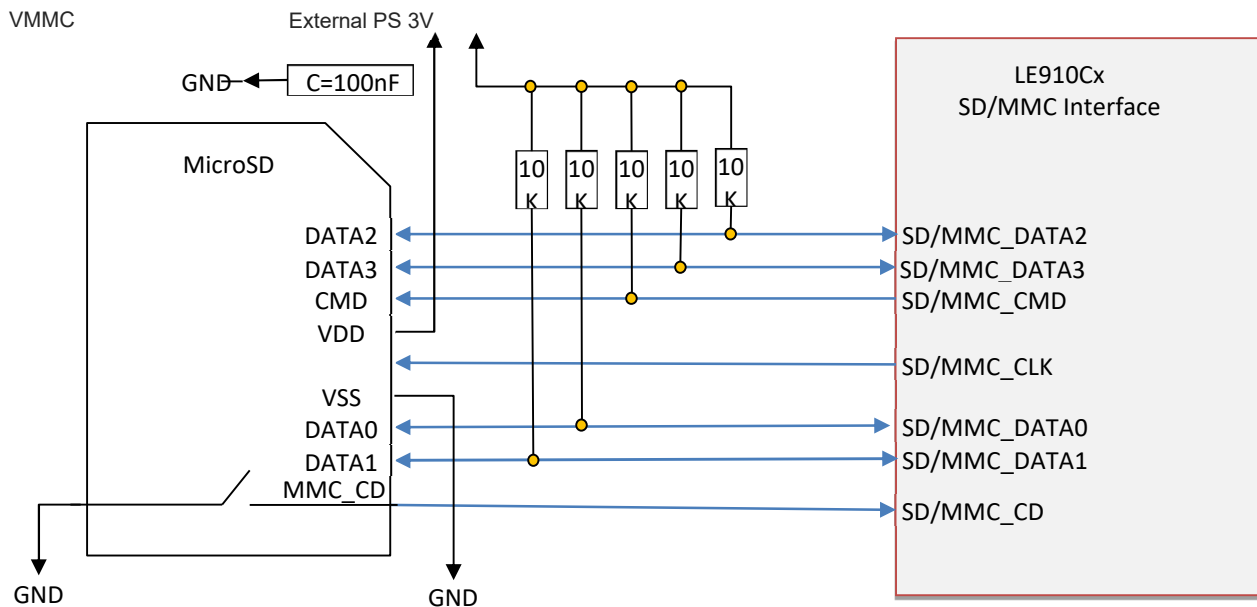 VMMC
External PS 3V
GND
C=100nF
LE910Cx
SD/MMC Interface
MicroSD
10
K
10
K
10
K
10
K
10
K
DATA2
SD/MMC_DATA2
DATA3
SD/MMC_DATA3
CMD
SD/MMC_CMD
VDD
SD/MMC_CLK
VSS
DATA0
SD/MMC_DATA0
DATA1
SD/MMC_DATA1
MMC_CD
SD/MMC_CD
GND
GND